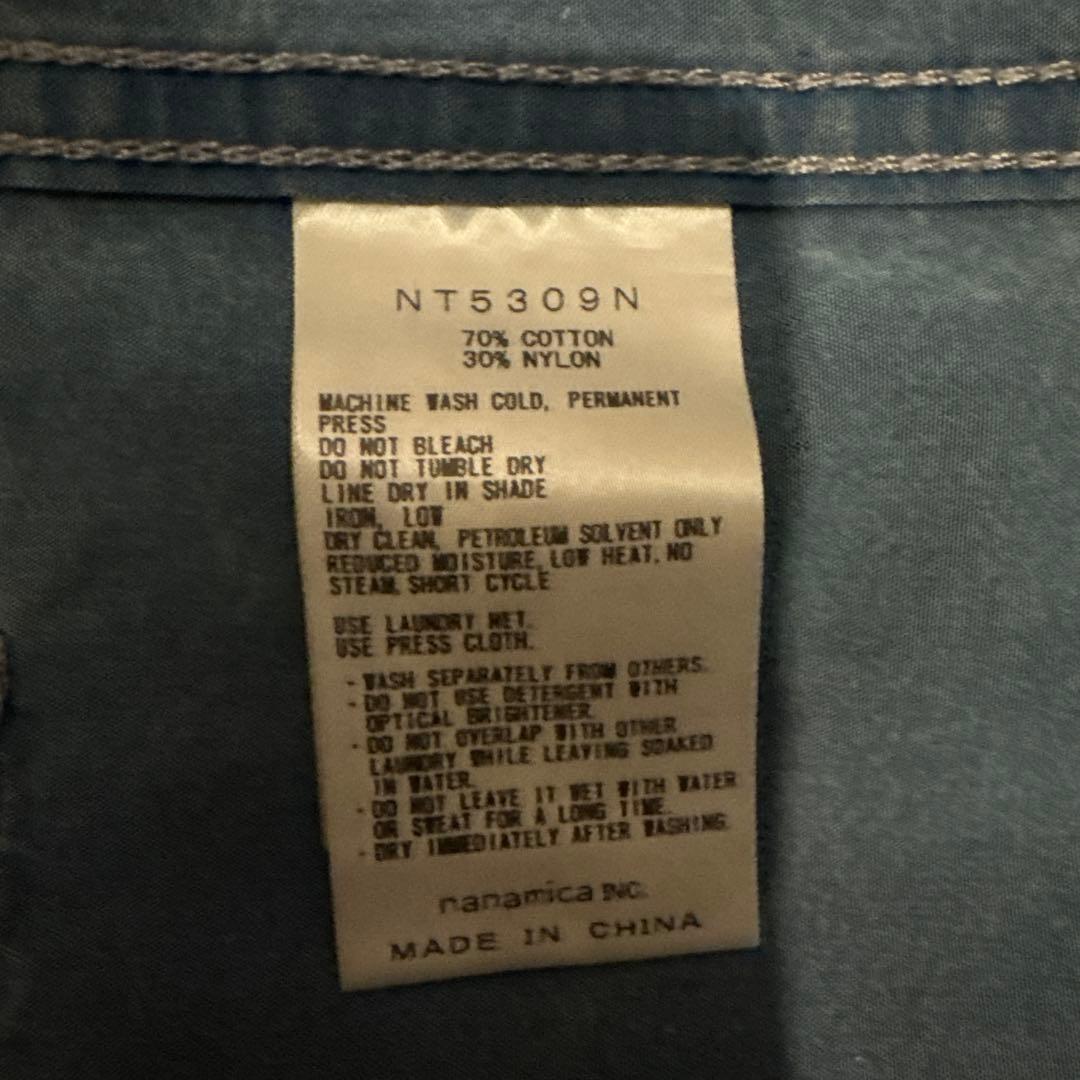 NT5309N
70% COTTON
30% NYLON
MACHINE WASH COLD, PERMANENT
PRESS
DO NOT BLEACH
DO NOT TUMBLE DRY
LINE DRY IN SHADE
IRON, LOW
DRY CLEAN, PETROLEUM SOLVENT ONLY
REDUCED MOISTURE, LOW HEAT, NO
STEAM, SHORT CYCLE
USE LAUNDRY NET.
USE PRESS CLOTH.
- WASH SEPARATELY FROM OTHERS.
- DO NOT USE DETERGENT WITH
OPTICAL BRIGHTENER.
- DO NOT OVERLAP WITH OTHER
LAUNDRY WHILE LEAVING SOAKED
IN WATER.
- DO NOT LEAVE IT WET WITH WATER
OR SWEAT FOR A LONG TIME.
- DRY IMMEDIATELY AFTER WASHING.
nanamica INC.
MADE IN CHINA